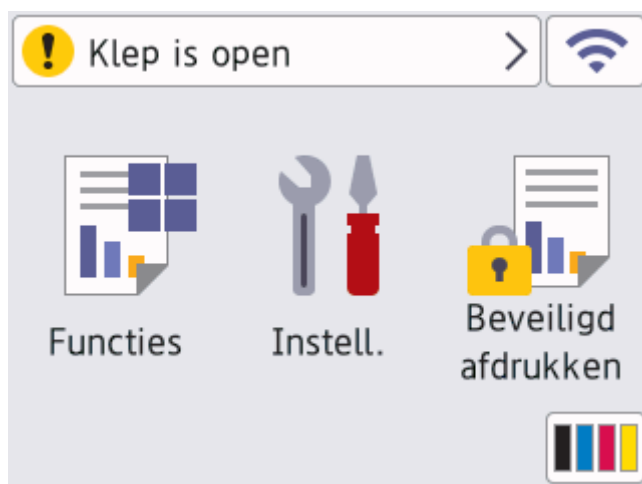 Klep is open
Functies
Instell.
Beveiligd
afdrukken